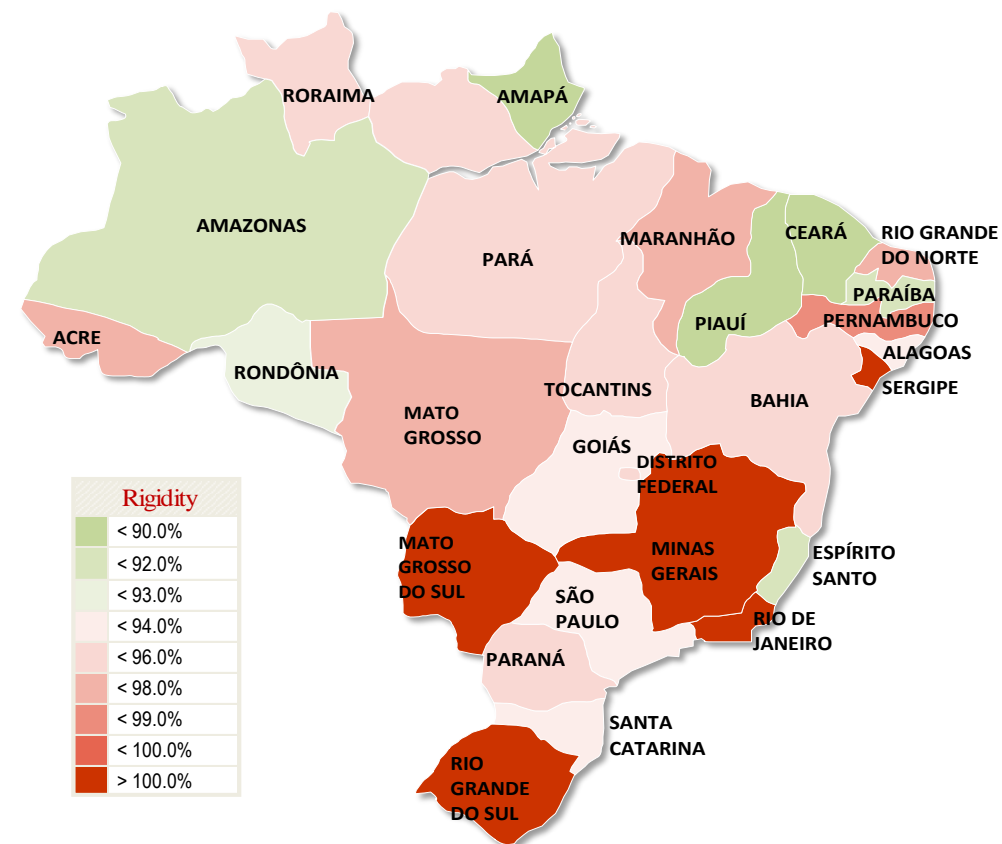 RORAIMA
AMAPÁ
AMAZONAS
PARÁ
MARANHÃO
CEARÁ
RIO GRANDE
DO NORTE
PARAÍBA
PERNAMBUCO
PIAUÍ
ACRE
RONDÔNIA
ALAGOAS
SERGIPE
TOCANTINS
BAHIA
MATO
GROSSO
GOIÁS
DISTRITO
FEDERAL
MATO
GROSSO
DO SUL
MINAS
GERAIS
ESPÍRITO
SANTO
SÃO
PAULO
RIO DE
JANEIRO
PARANÁ
SANTA
CATARINA
RIO
GRANDE
DO SUL
Rigidity
< 90.0%
< 92.0%
< 93.0%
< 94.0%
< 96.0%
< 98.0%
< 99.0%
< 100.0%
> 100.0%